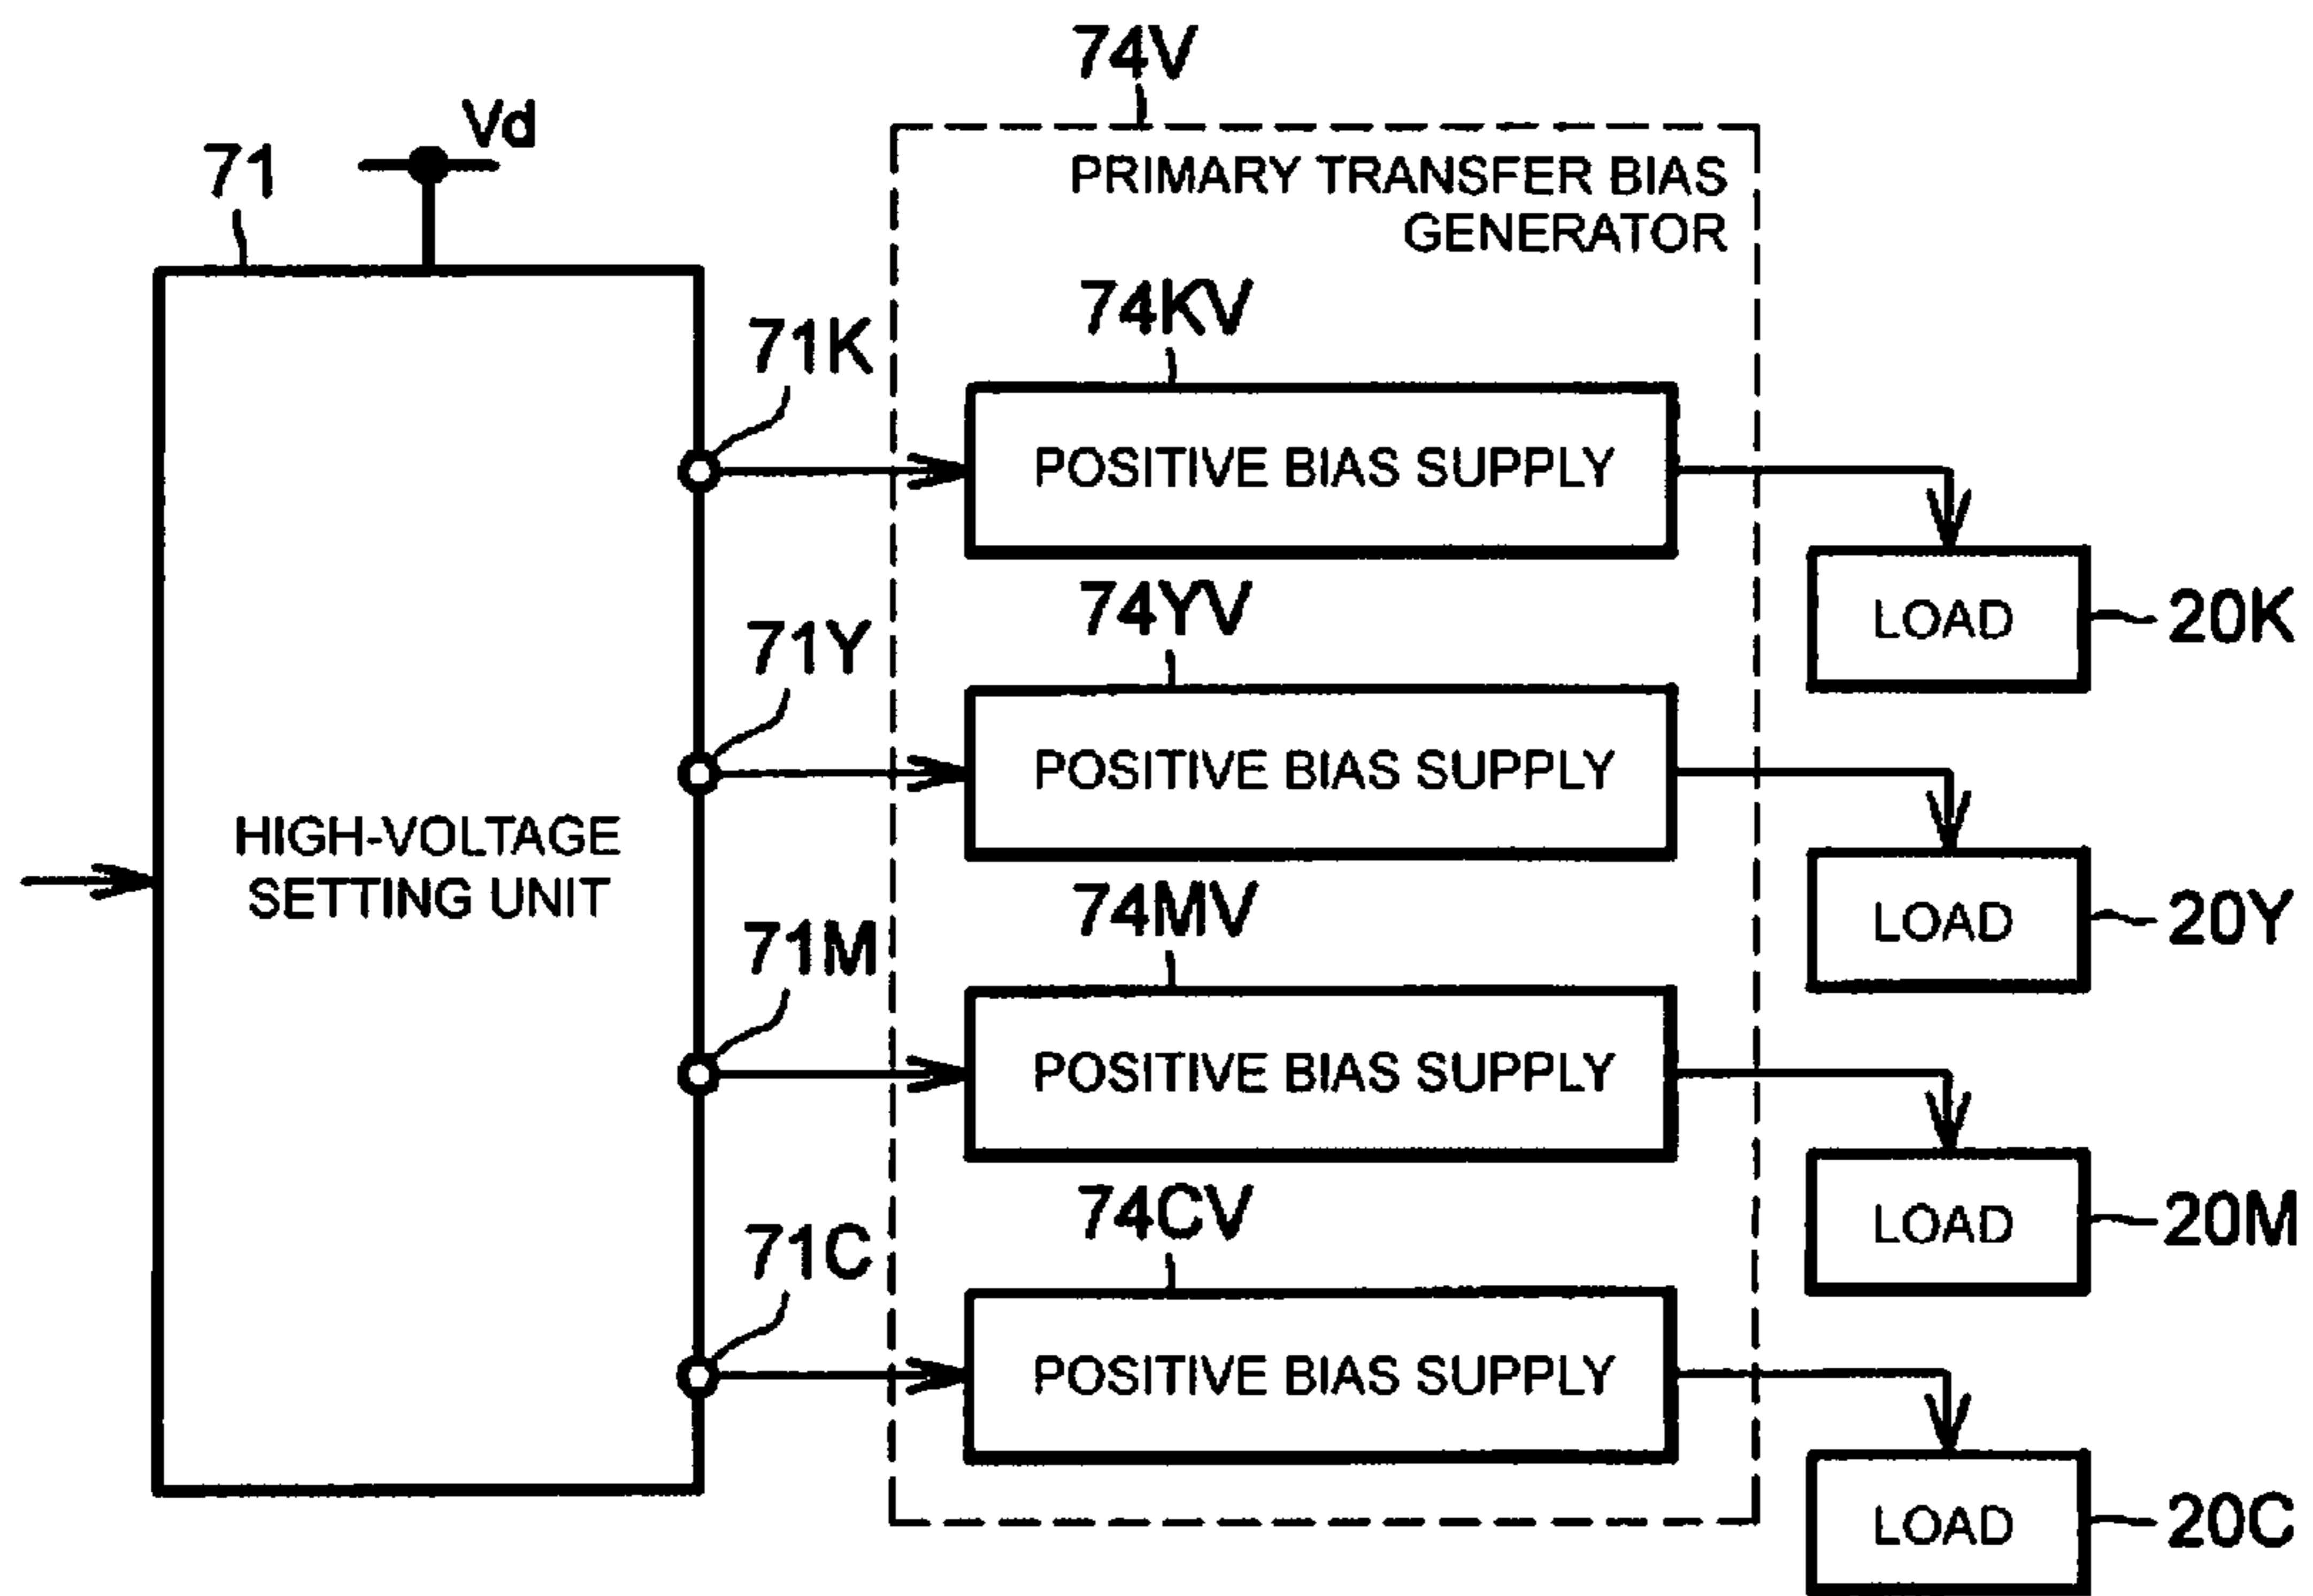 74V
Vd
71
PRIMARY TRANSFER BIAS
GENERATOR
74KV
71K
POSITIVE BIAS SUPPLY
74YV
LOAD
20K
71Y
POSITIVE BIAS SUPPLY
HIGH-VOLTAGE
SETTING UNIT
74MV
LOAD
20Y
71M
POSITIVE BIAS SUPPLY
74CV
LOAD
20M
71C
POSITIVE BIAS SUPPLY
LOAD
20C